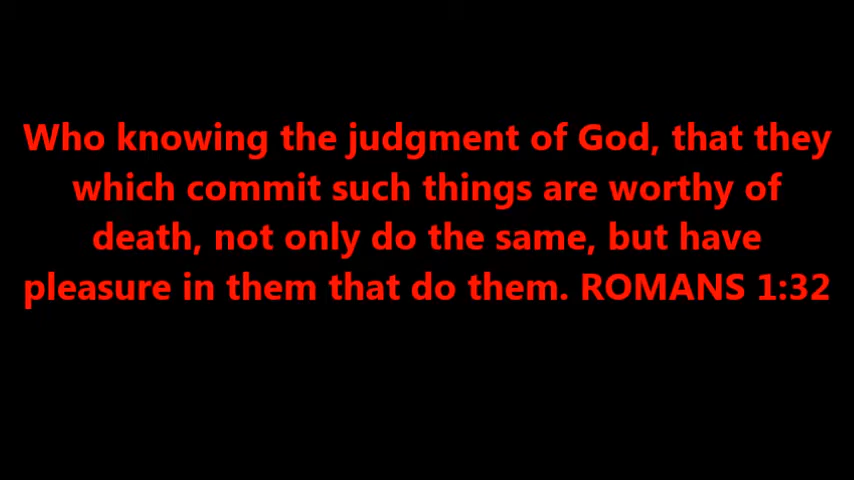 Who knowing the judgment of God, that they
which commit such things are worthy of
death, not only do the same, but have
pleasure in them that do them. ROMANS 1:32